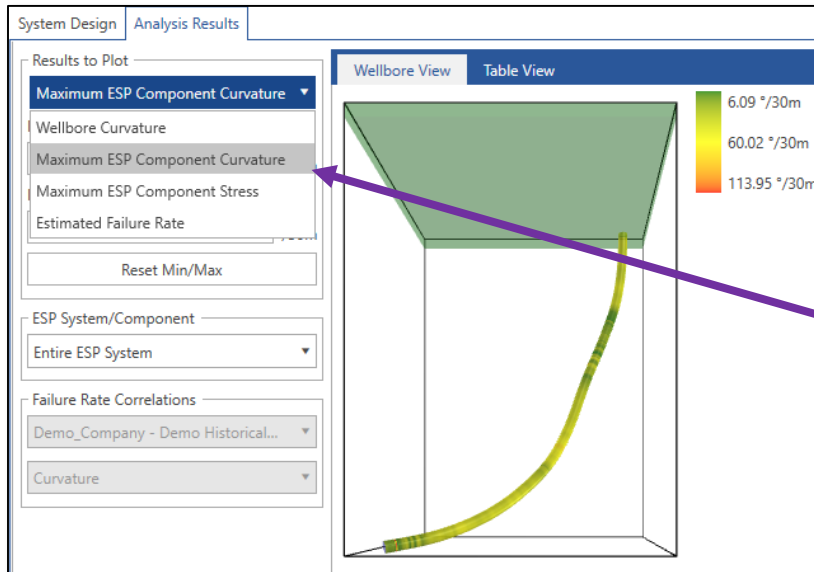 System Design
Analysis Results
Results to Plot
Maximum ESP Component Curvature
Wellbore Curvature
Maximum ESP Component Curvature
Maximum ESP Component Stress
Estimated Failure Rate
Reset Min/Max
ESP System/Component
Entire ESP System
Failure Rate Correlations
Demo_Company - Demo Historical...
Curvature
Wellbore View
Table View
6.09 °/30m
60.02 °/30m
113.95 °/30m